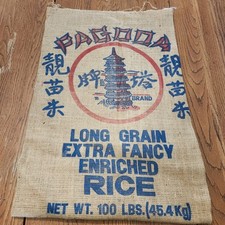 PAGODA
靚苗米
牌 塔
靚苗米
BRAND
LONG GRAIN
EXTRA FANCY
ENRICHED
RICE
NET WT. 100 LBS. (45.4 Kg)